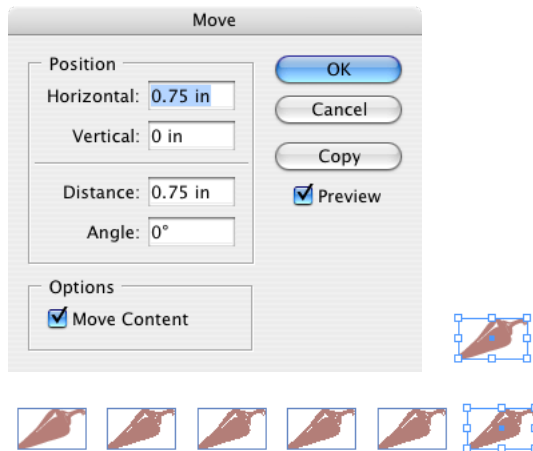 Move
Position
Horizontal: 0.75 in
Vertical: 0 in
Distance: 0.75 in
Angle: 0°
Options
Move Content
OK
Cancel
Copy
Preview